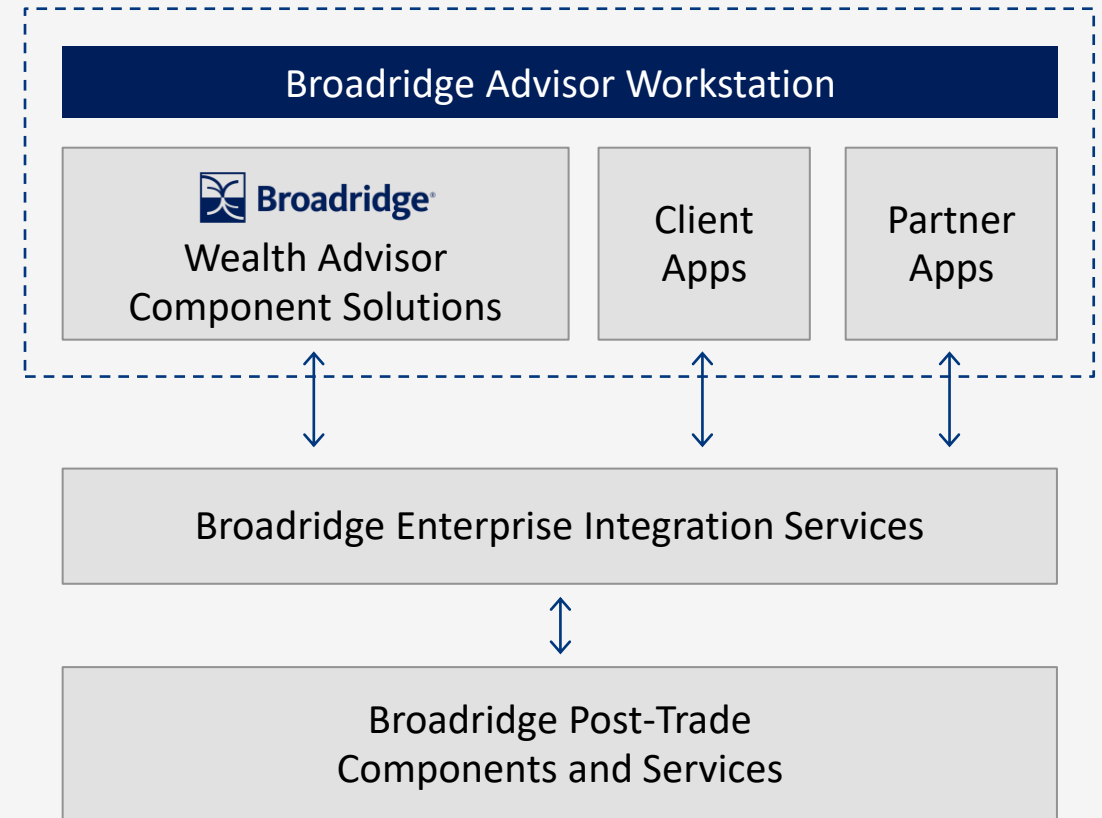 Broadridge Advisor Workstation
Broadridge®
Wealth Advisor
Component Solutions
Client
Apps
Partner
Apps
Broadridge Enterprise Integration Services
Broadridge Post-Trade
Components and Services